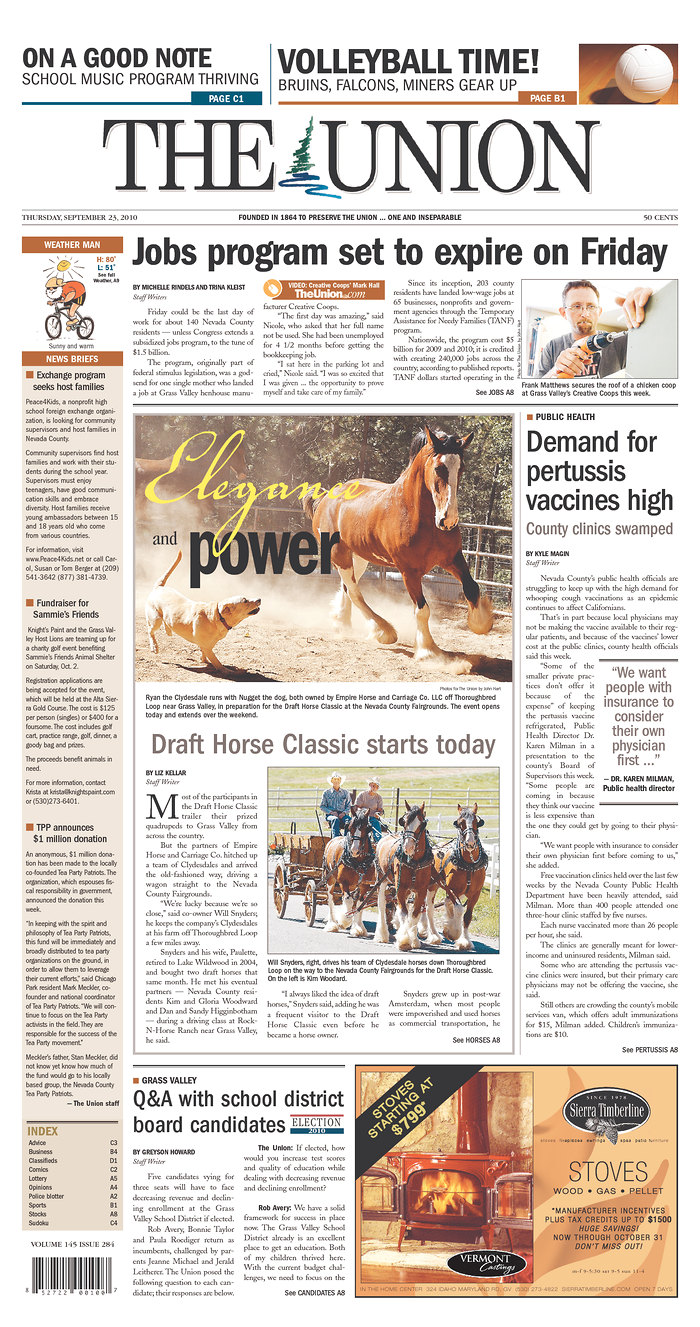 ON A GOOD NOTE
SCHOOL MUSIC PROGRAM THRIVING
PAGE C1
VOLLEYBALL TIME!
BRUINS, FALCONS, MINERS GEAR UP
PAGE B1
THE UNION
THURSDAY, SEPTEMBER 23, 2010
FOUNDED IN 1864 TO PRESERVE THE UNION ... ONE AND INSEPARABLE
50 CENTS
WEATHER MAN
H: 80°
L: 51°
See full
Weather, A9
Sunny and warm
NEWS BRIEFS
Exchange program
seeks host families
Peace4Kids, a nonprofit high
school foreign exchange organi-
zation, is looking for community
supervisors and host families in
Nevada County.
Community supervisors find host
families and work with their stu-
dents during the school year.
Supervisors must enjoy
teenagers, have good communi-
cation skills and embrace
diversity. Host families receive
young ambassadors between 15
and 18 years old who come
from various countries.
For information, visit
www.Peace4Kids.net or call Car-
ol, Susan or Tom Berger at (209)
541-3642 (877) 381-4739.
Fundraiser for
Sammie's Friends
Knight's Paint and the Grass Val-
ley Host Lions are teaming up for
a charity golf event benefiting
Sammie's Friends Animal Shelter
on Saturday, Oct. 2.
Registration applications are
being accepted for the event,
which will be held at the Alta Sier-
ra Gold Course. The cost is $125
per person (singles) or $400 for a
foursome. The cost includes golf
cart, practice range, golf, dinner, a
goody bag and prizes.
The proceeds benefit animals in
need.
For more information, contact
Krista at krista@knightspaint.com
or (530)273-6401.
TPP announces
$1 million donation
An anonymous, $1 million dona-
tion has been made to the locally
co-founded Tea Party Patriots. The
organization, which espouses fis-
cal responsibility in government,
announced the donation this
week.
"In keeping with the spirit and
philosophy of Tea Party Patriots,
this fund will be immediately and
broadly distributed to tea party
organizations on the ground, in
order to allow them to leverage
their current efforts," said Chicago
Park resident Mark Meckler, co-
founder and national coordinator
of Tea Party Patriots. "We will con-
tinue to focus on the Tea Party
activists in the field. They are
responsible for the success of the
Tea Party movement."
Meckler's father, Stan Meckler, did
not know yet know how much of
the fund would go to his locally
based group, the Nevada County
Tea Party Patriots.
— The Union staff
INDEX
Advice C3
Business B4
Classifieds D1
Comics C2
Lottery A5
Opinions A4
Police blotter A2
Sports B1
Stocks A8
Sudoku C4
VOLUME 145 ISSUE 284
8 52722 00100 7
Jobs program set to expire on Friday
BY MICHELLE RINDELS AND TRINA KLEIST
Staff Writers
Friday could be the last day of
work for about 140 Nevada County
residents — unless Congress extends a
subsidized jobs program, to the tune of
$1.5 billion.
The program, originally part of
federal stimulus legislation, was a god-
send for one single mother who landed
a job at Grass Valley henhouse manu-
VIDEO: Creative Coops' Mark Hall
TheUnion.com
facturer Creative Coops.
"The first day was amazing," said
Nicole, who asked that her full name
not be used. She had been unemployed
for 4 1/2 months before getting the
bookkeeping job.
"I sat here in the parking lot and
cried," Nicole said. "I was so excited that
I was given ... the opportunity to prove
myself and take care of my family."
Since its inception, 203 county
residents have landed low-wage jobs at
65 businesses, nonprofits and govern-
ment agencies through the Temporary
Assistance for Needy Families (TANF)
program.
Nationwide, the program cost $5
billion for 2009 and 2010; it is credited
with creating 240,000 jobs across the
country, according to published reports.
TANF dollars started operating in the
See JOBS A8
Frank Matthews secures the roof of a chicken coop
at Grass Valley's Creative Coops this week.
Elegance
and power
Photos for The Union by John Hart
Ryan the Clydesdale runs with Nugget the dog, both owned by Empire Horse and Carriage Co. LLC off Thoroughbred
Loop near Grass Valley, in preparation for the Draft Horse Classic at the Nevada County Fairgrounds. The event opens
today and extends over the weekend.
Draft Horse Classic starts today
BY LIZ KELLAR
Staff Writer
Most of the participants in
the Draft Horse Classic
trailer their prized
quadrupeds to Grass Valley from
across the country.
But the partners of Empire
Horse and Carriage Co. hitched up
a team of Clydesdales and arrived
the old-fashioned way, driving a
wagon straight to the Nevada
County Fairgrounds.
"We're lucky because we're so
close," said co-owner Will Snyders;
he keeps the company's Clydesdales
at his farm off Thoroughbred Loop
a few miles away.
Snyders and his wife, Paulette,
retired to Lake Wildwood in 2004,
and bought two draft horses that
same month. He met his eventual
partners — Nevada County resi-
dents Kim and Gloria Woodward
and Dan and Sandy Higginbotham
— during a driving class at Rock-
N-Horse Ranch near Grass Valley,
he said.
Will Snyders, right, drives his team of Clydesdale horses down Thoroughbred
Loop on the way to the Nevada County Fairgrounds for the Draft Horse Classic.
On the left is Kim Woodard.
"I always liked the idea of draft
horses," Snyders said, adding he was
a frequent visitor to the Draft
Horse Classic even before he
became a horse owner.
Snyders grew up in post-war
Amsterdam, when most people
were impoverished and used horses
as commercial transportation, he
See HORSES A8
PUBLIC HEALTH
Demand for
pertussis
vaccines high
County clinics swamped
BY KYLE MAGIN
Staff Writer
Nevada County's public health officials are
struggling to keep up with the high demand for
whooping cough vaccinations as an epidemic
continues to affect Californians.
That's in part because local physicians may
not be making the vaccine available to their reg-
ular patients, and because of the vaccines' lower
cost at the public clinics, county health officials
said this week.
"Some of the
smaller private prac-
tices don't offer it
because of the
expense" of keeping
the pertussis vaccine
refrigerated, Public
Health Director Dr.
Karen Milman in a
presentation to the
county's Board of
Supervisors this week.
"Some people are
coming in because
they think our vaccine
is less expensive than
the one they could get by going to their physi-
cian.
"We want
people with
insurance to
consider
their own
physician
first ..."
— DR. KAREN MILMAN,
Public health director
"We want people with insurance to consider
their own physician first before coming to us,"
she added.
Free vaccination clinics held over the last few
weeks by the Nevada County Public Health
Department have been heavily attended, said
Milman. More than 400 people attended one
three-hour clinic staffed by five nurses.
Each nurse vaccinated more than 26 people
per hour, she said.
The clinics are generally meant for lower-
income and uninsured residents, Milman said.
Some who are attending the pertussis vac-
cine clinics were insured, but their primary care
physicians may not be offering the vaccine, she
said.
Still others are crowding the county's mobile
services van, which offers adult immunizations
for $15, Milman added. Children's immuniza-
tions are $10.
See PERTUSSIS A8
GRASS VALLEY
Q&A with school district
board candidates
ELECTION
2010
BY GREYSON HOWARD
Staff Writer
Five candidates vying for
three seats will have to face
decreasing revenue and declin-
ing enrollment at the Grass
Valley School District if elected.
Rob Avery, Bonnie Taylor
and Paula Roediger return as
incumbents, challenged by par-
ents Jeanne Michael and Jerald
Leitherer. The Union posed the
following question to each can-
didate; their responses are below.
The Union: If elected, how
would you increase test scores
and quality of education while
dealing with decreasing revenue
and declining enrollment?
Rob Avery: We have a solid
framework for success in place
now. The Grass Valley School
District already is an excellent
place to get an education. Both
of my children thrived here.
With the current budget chal-
lenges, we need to focus on the
See CANDIDATES A8
STOVES
STARTING AT
$799*
VERMONT
Castings
SINCE 1978
Sierra Timberline
stoves fireplaces awnings spas patio furniture
STOVES
WOOD • GAS • PELLET
*MANUFACTURER INCENTIVES
PLUS TAX CREDITS UP TO $1500
HUGE SAVINGS!
NOW THROUGH OCTOBER 31
DON'T MISS OUT!
m-f 9-5:30 sat 9-5 sun 11-4
IN THE HOME CENTER 324 IDAHO MARYLAND RD, GV (530) 273-4822 SIERRATIMBERLINE.COM OPEN 7 DAYS